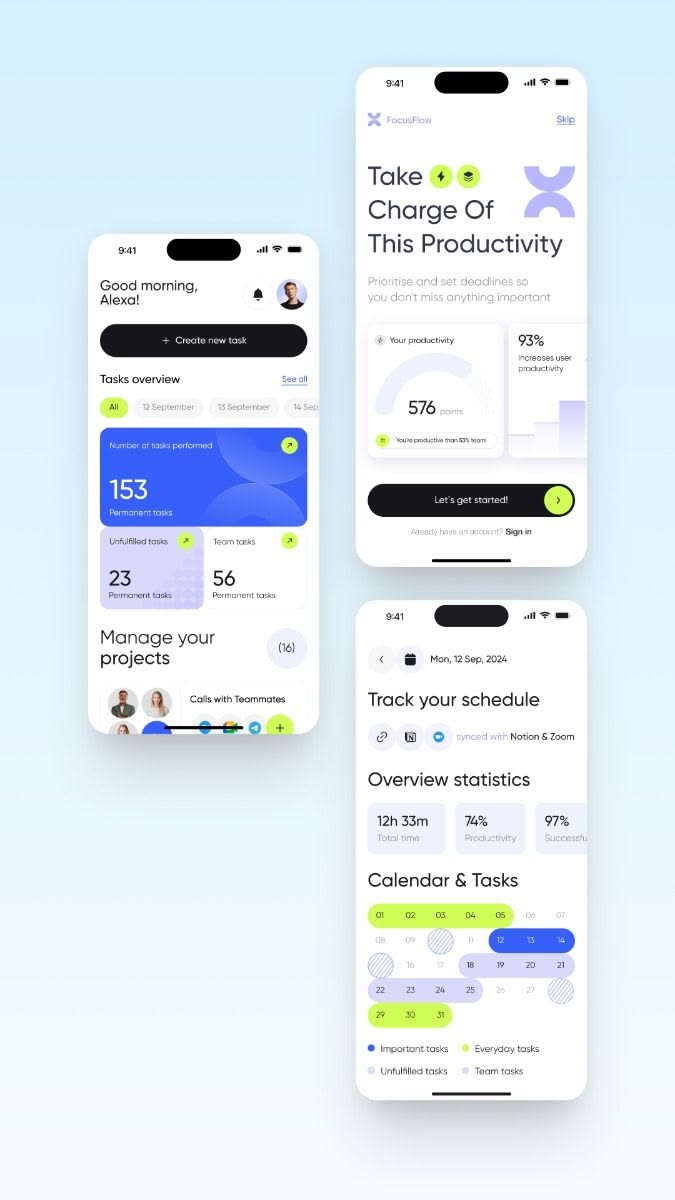 9:41
Good morning,
Alexa!
+ Create new task
Tasks overview
See all
All
12 September
13 September
14 Sep
Number of tasks performed
153
Permanent tasks
Unfulfilled tasks
23
Permanent tasks
Team tasks
56
Permanent tasks
Manage your
projects
(16)
Calls with Teammates
9:41
FocusFlow
Skip
Take
Charge Of
This Productivity
Prioritise and set deadlines so
you don't miss anything important
Your productivity
576 points
You're productive than 53% team!
93%
Increases user
productivity
Let`s get started!
Already have an account? Sign in
9:41
Mon, 12 Sep, 2024
Track your schedule
synced with Notion & Zoom
Overview statistics
12h 33m
Total time
74%
Productivity
97%
Successfu
Calendar & Tasks
01 02 03 04 05 06 07
08 09 11 12 13 14
16 17 18 19 20 21
22 23 24 25 26 27
29 30 31
Important tasks
Everyday tasks
Unfulfilled tasks
Team tasks